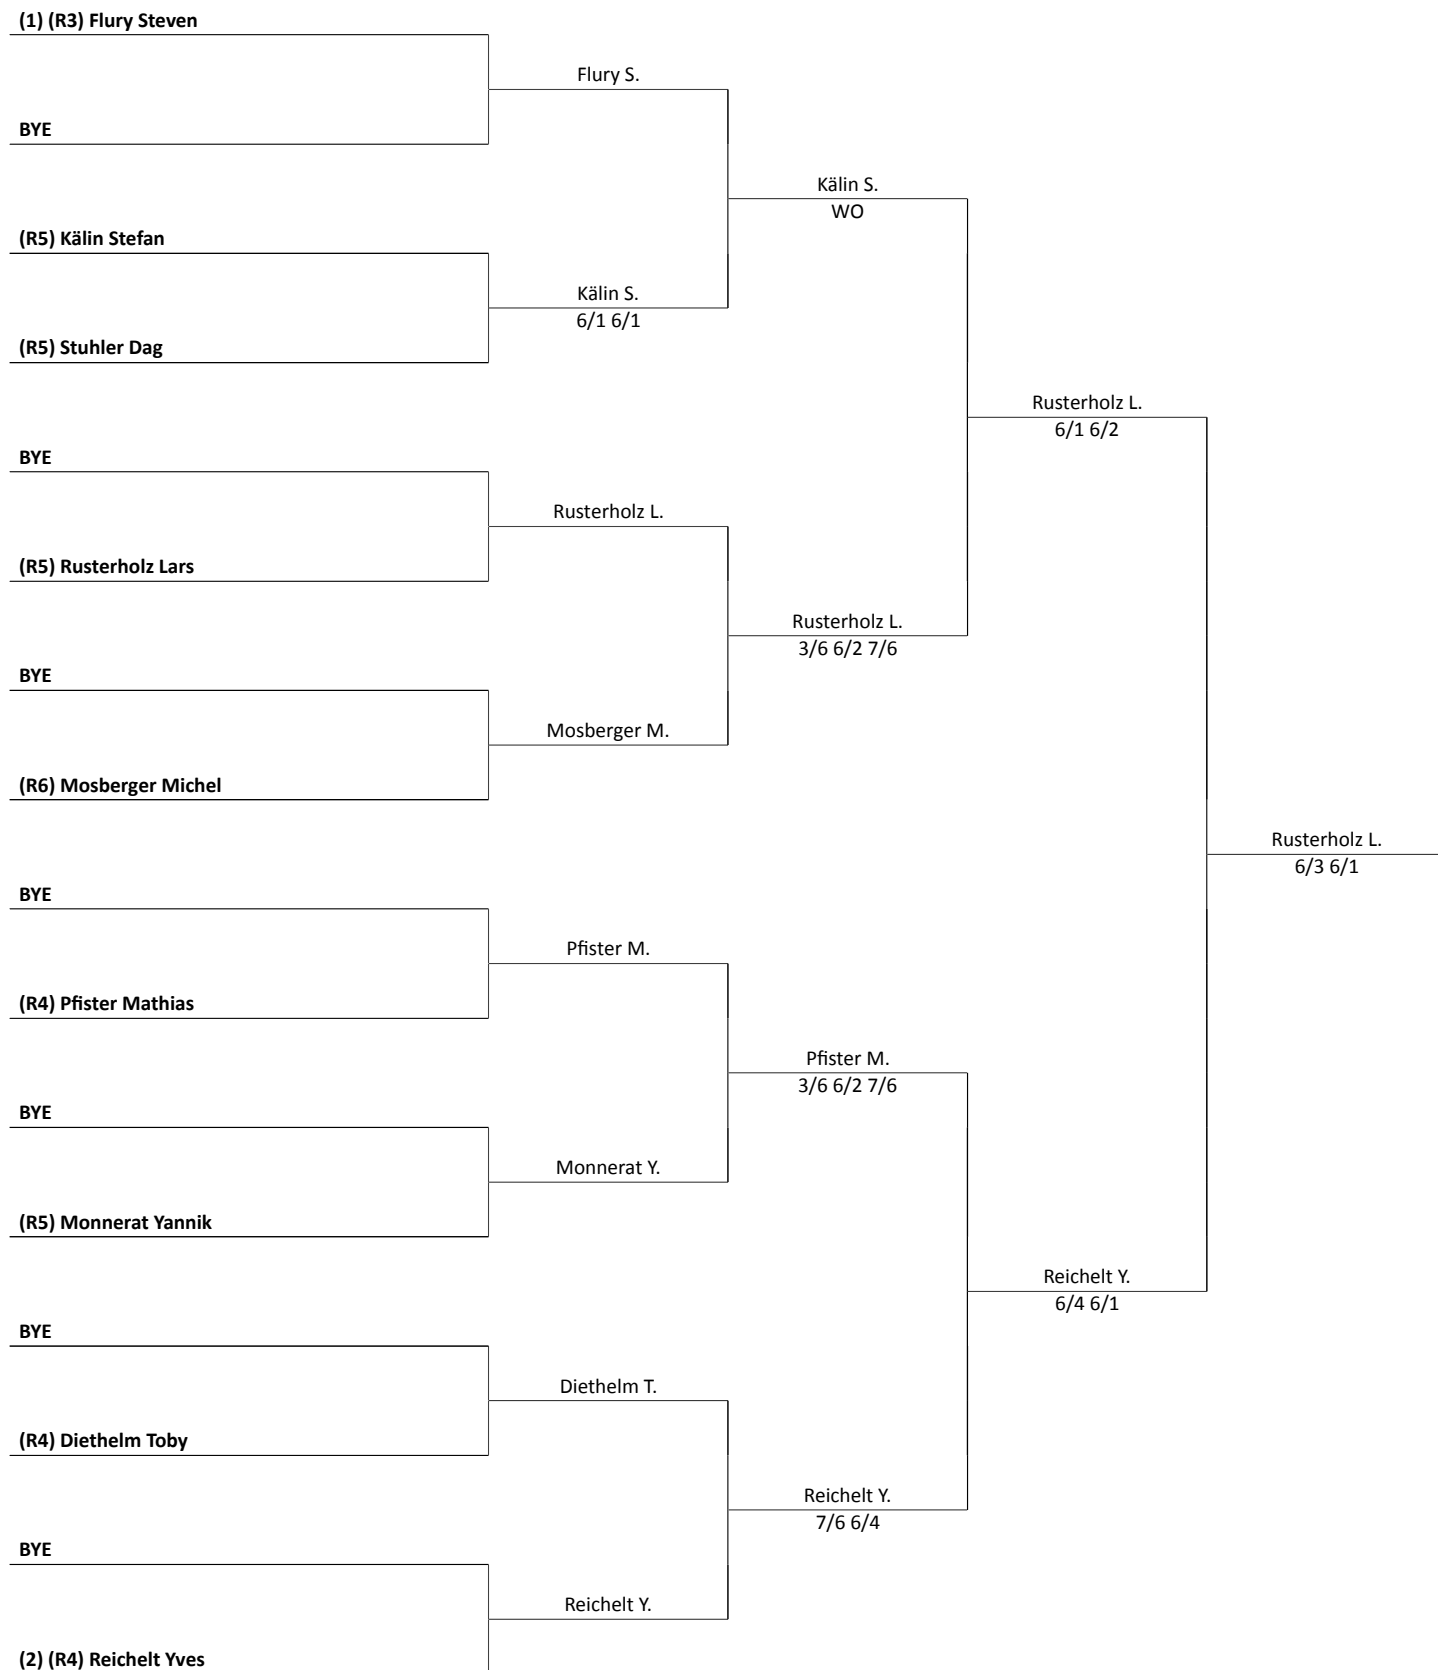 (1) (R3) Flury Steven
Flury S.
BYE
Kälin S.
WO
(R5) Kälin Stefan
Kälin S.
6/1 6/1
(R5) Stuhler Dag
Rusterholz L.
6/1 6/2
BYE
Rusterholz L.
(R5) Rusterholz Lars
Rusterholz L.
3/6 6/2 7/6
BYE
Mosberger M.
(R6) Mosberger Michel
Rusterholz L.
6/3 6/1
BYE
Pfister M.
(R4) Pfister Mathias
Pfister M.
3/6 6/2 7/6
BYE
Monnerat Y.
(R5) Monnerat Yannik
Reichelt Y.
6/4 6/1
BYE
Diethelm T.
(R4) Diethelm Toby
Reichelt Y.
7/6 6/4
BYE
Reichelt Y.
(2) (R4) Reichelt Yves